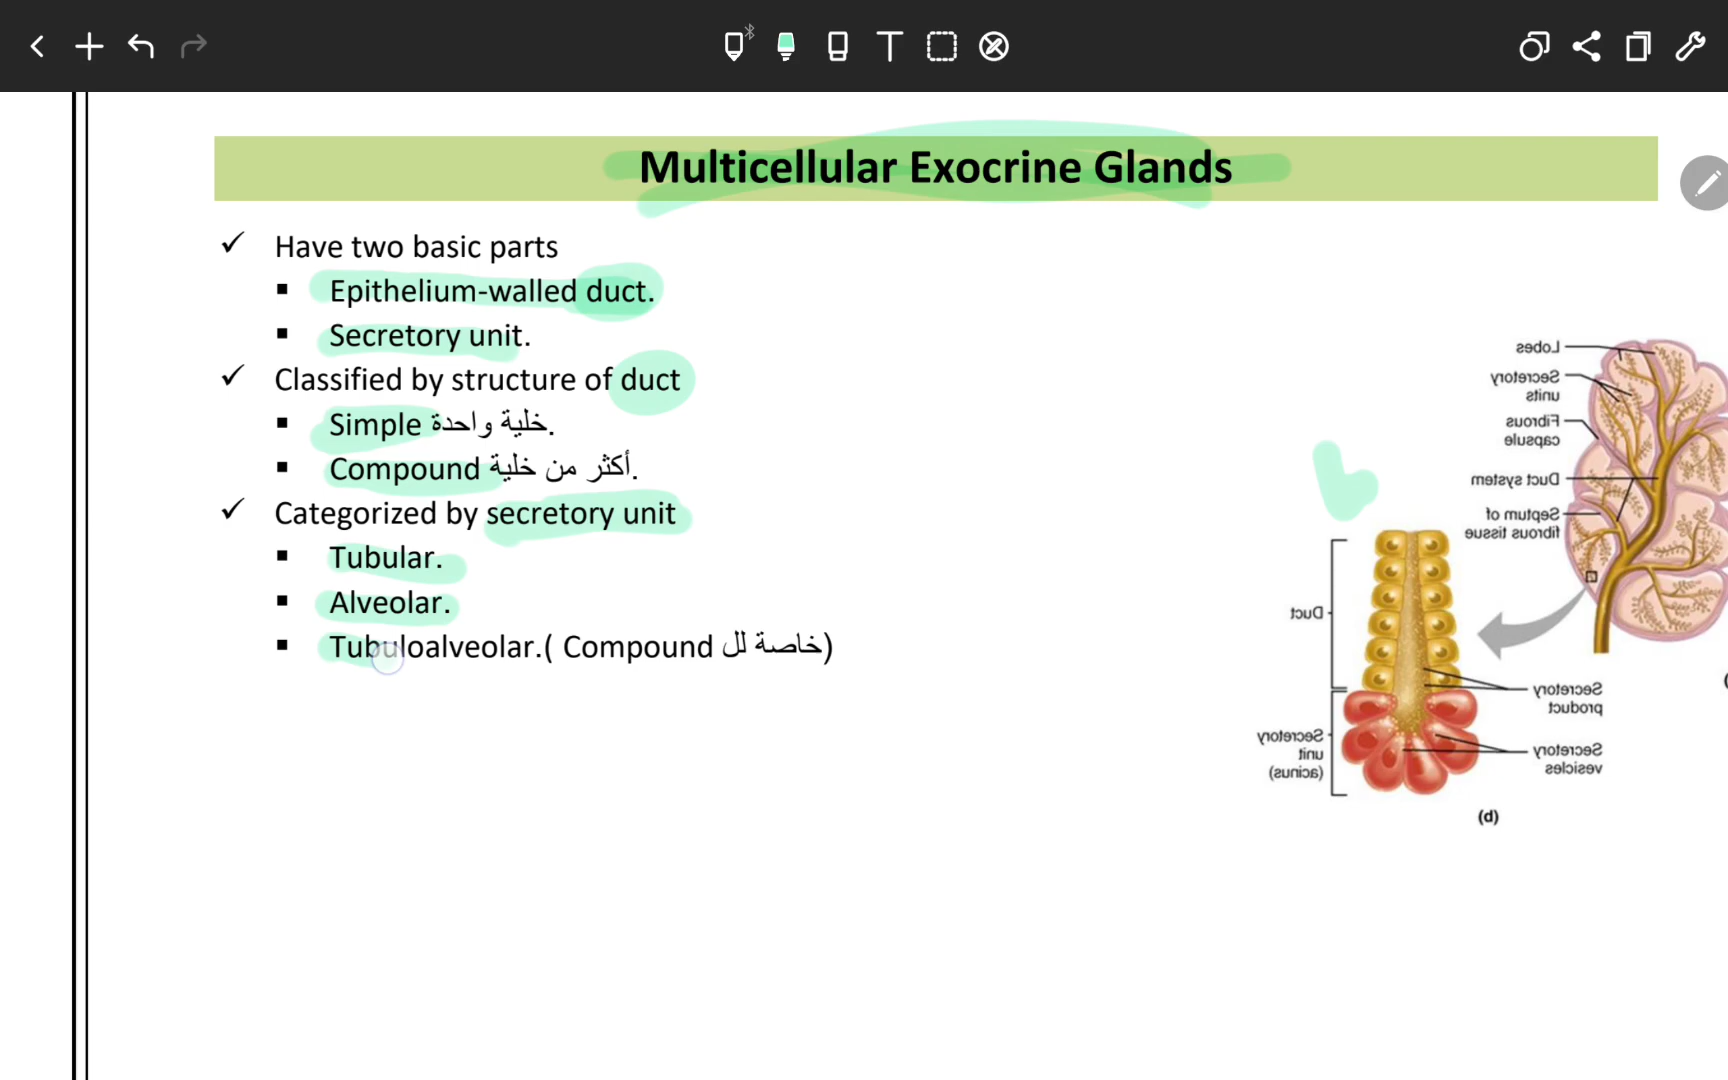 Multicellular Exocrine Glands
✓ Have two basic parts
▪ Epithelium-walled duct.
▪ Secretory unit.
✓ Classified by structure of duct
▪ Simple خلية واحدة.
▪ Compound أكثر من خلية.
✓ Categorized by secretory unit
▪ Tubular.
▪ Alveolar.
▪ Tubuloalveolar.( Compound خاصة لل)
Lobes
Secretory
units
Fibrous
capsule
Duct system
Septum of
fibrous tissue
Duct
Secretory
product
Secretory
unit
(acinus)
Secretory
vesicles
(b)